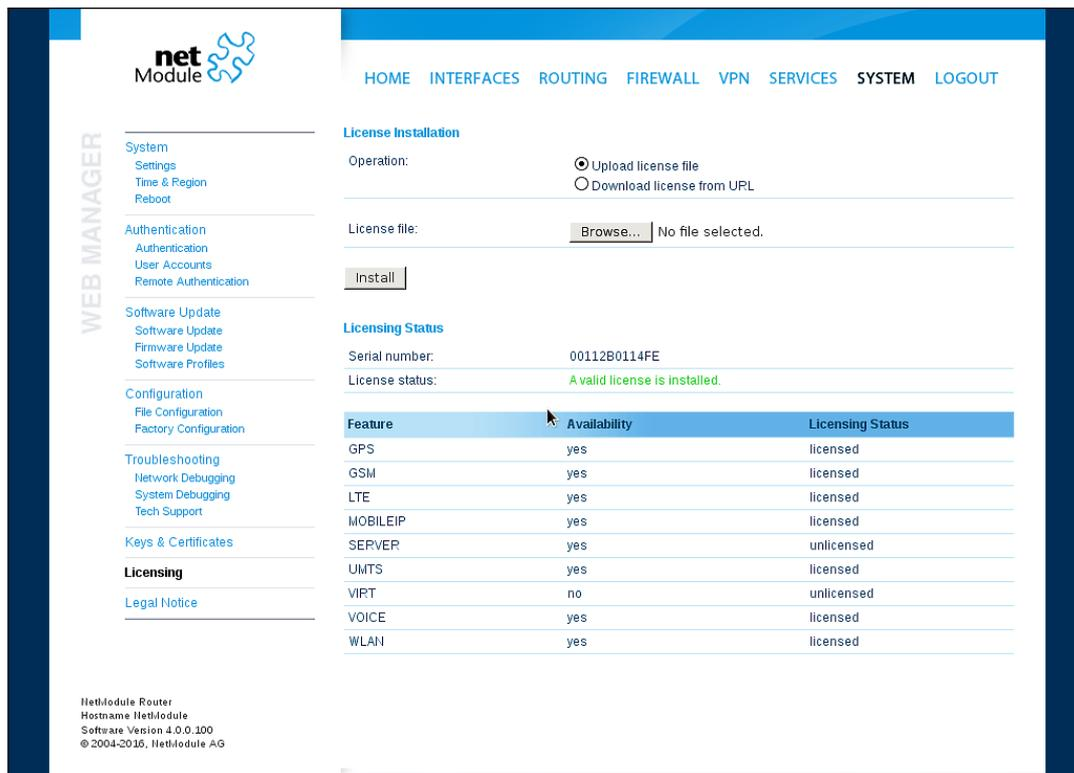 net
Module
HOME INTERFACES ROUTING FIREWALL VPN SERVICES SYSTEM LOGOUT
WEB MANAGER
System
Settings
Time & Region
Reboot
Authentication
Authentication
User Accounts
Remote Authentication
Software Update
Software Update
Firmware Update
Software Profiles
Configuration
File Configuration
Factory Configuration
Troubleshooting
Network Debugging
System Debugging
Tech Support
Keys & Certificates
Licensing
Legal Notice
License Installation
Operation:
Upload license file
Download license from URL
License file: Browse... No file selected.
Install
Licensing Status
Serial number: 00112B0114FE
License status: A valid license is installed.
Feature Availability Licensing Status
GPS yes licensed
GSM yes licensed
LTE yes licensed
MOBILEIP yes licensed
SERVER yes unlicensed
UMTS yes licensed
VIRT no unlicensed
VOICE yes licensed
WLAN yes licensed
NetModule Router
Hostname NetModule
Software Version 4.0.0.100
© 2004-2016, NetModule AG